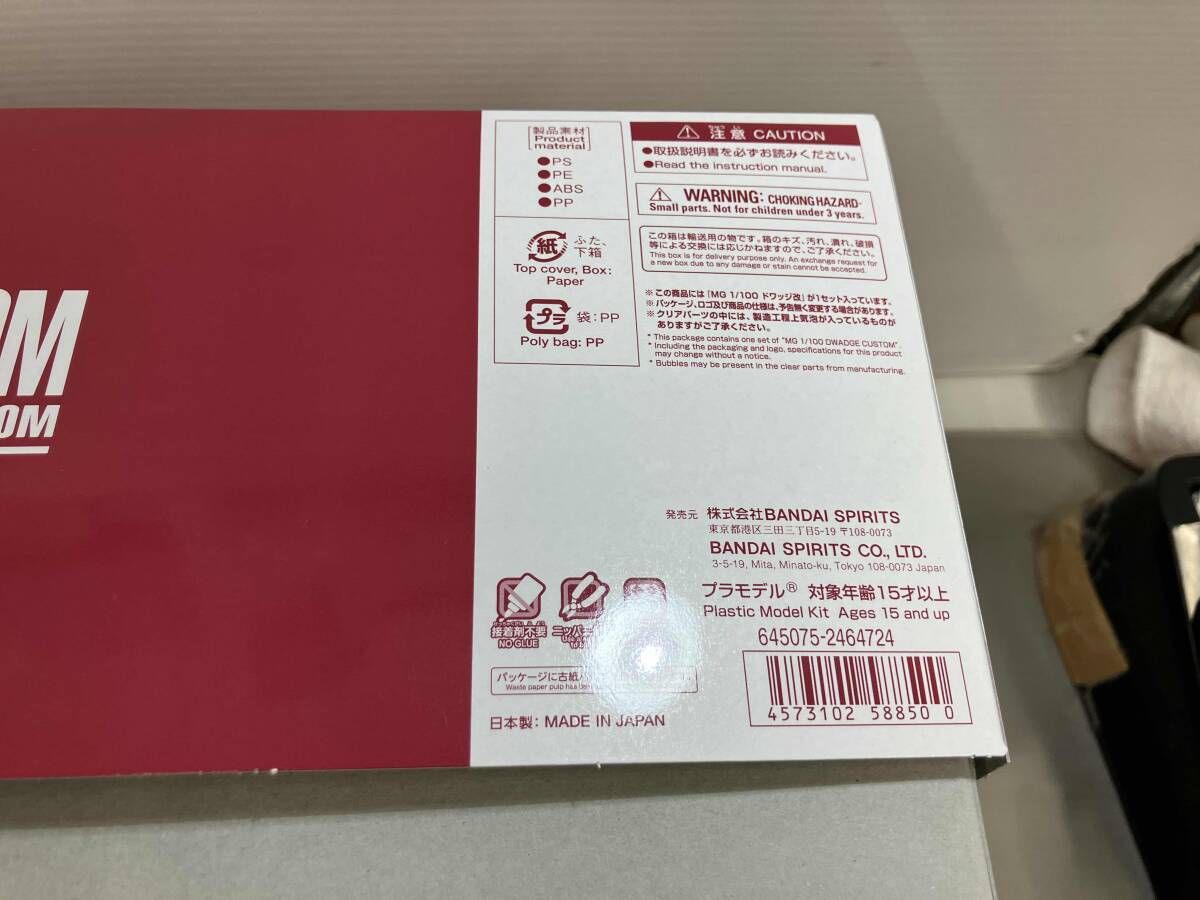 OM
OM
製品素材
Product
material
●PS
●PE
●ABS
●PP
紙 ふた、
下箱
Top cover, Box:
Paper
プラ 袋:PP
Poly bag: PP
注意 CAUTION
●取扱説明書を必ずお読みください。
●Read the instruction manual.
WARNING: CHOKING HAZARD-
Small parts. Not for children under 3 years.
この箱は輸送用の物です。箱のキズ、汚れ、潰れ、破損
等による交換には応じかねますので、ご了承ください。
This box is for delivery purpose only. An exchange request for
a new box due to any damage or stain cannot be accepted.
※この商品には「MG 1/100 ドワッジ改」が1セット入っています。
※パッケージ、ロゴ及び商品の仕様は、予告無く変更する場合があります。
※クリアパーツの中には、製造工程上気泡が入っているものが
ありますがご了承ください。
* This package contains one set of "MG 1/100 DWADGE CUSTOM".
* Including the packaging and logo, specifications for this product
may change without a notice.
* Bubbles may be present in the clear parts from manufacturing.
発売元 株式会社BANDAI SPIRITS
東京都港区三田三丁目5-19 〒108-0073
BANDAI SPIRITS CO., LTD.
3-5-19, Mita, Minato-ku, Tokyo 108-0073 Japan
プラモデル® 対象年齢15才以上
Plastic Model Kit Ages 15 and up
645075-2464724
4573102 58850 0
接着剤不要
NO GLUE
ニッパー
パッケージに古紙
Waste paper pulp has
日本製: MADE IN JAPAN